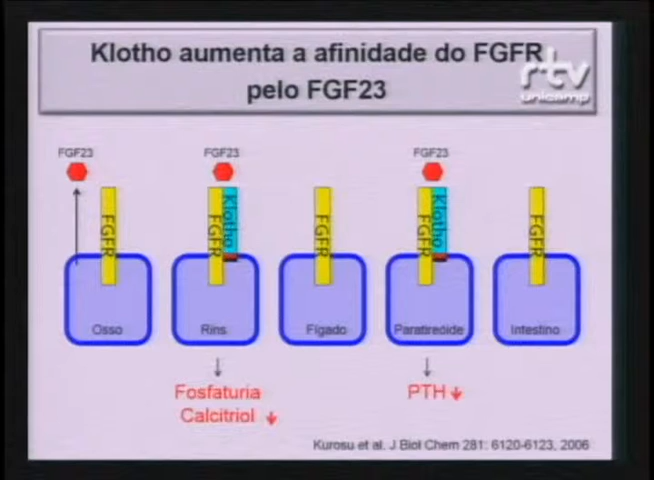 Klotho aumenta a afinidade do FGFR
pelo FGF23
rtv
unicamp
FGF23
FGF23
FGF23
FGFR
FGFR
Klotho
FGFR
FGFR
Klotho
FGFR
Osso
Rins
Fígado
Paratireóide
Intestino
Fosfaturia
Calcitriol
PTH
Kurosu et al. J Biol Chem 281: 6120-6123, 2006